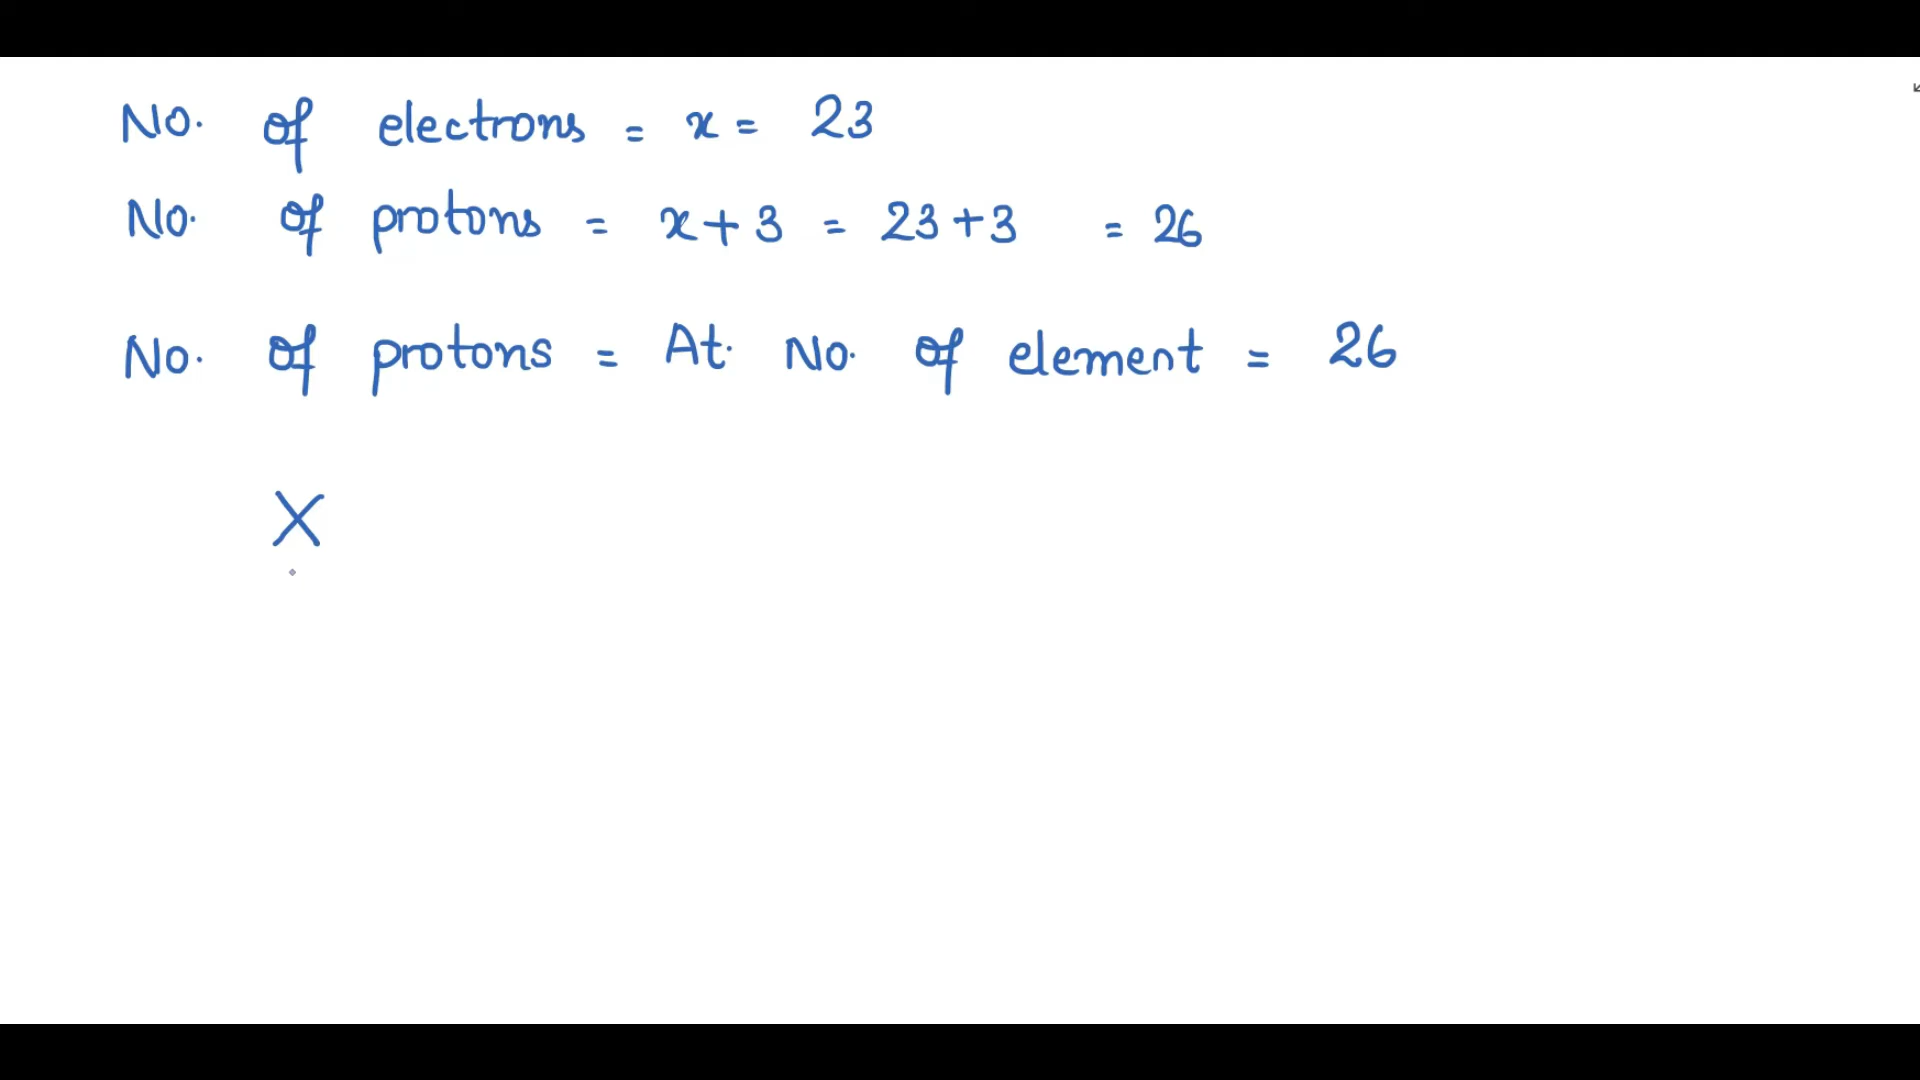 No. of electrons = x = 23
No. of protons = x + 3 = 23 + 3 = 26
No. of protons = At. No. of element = 26
X